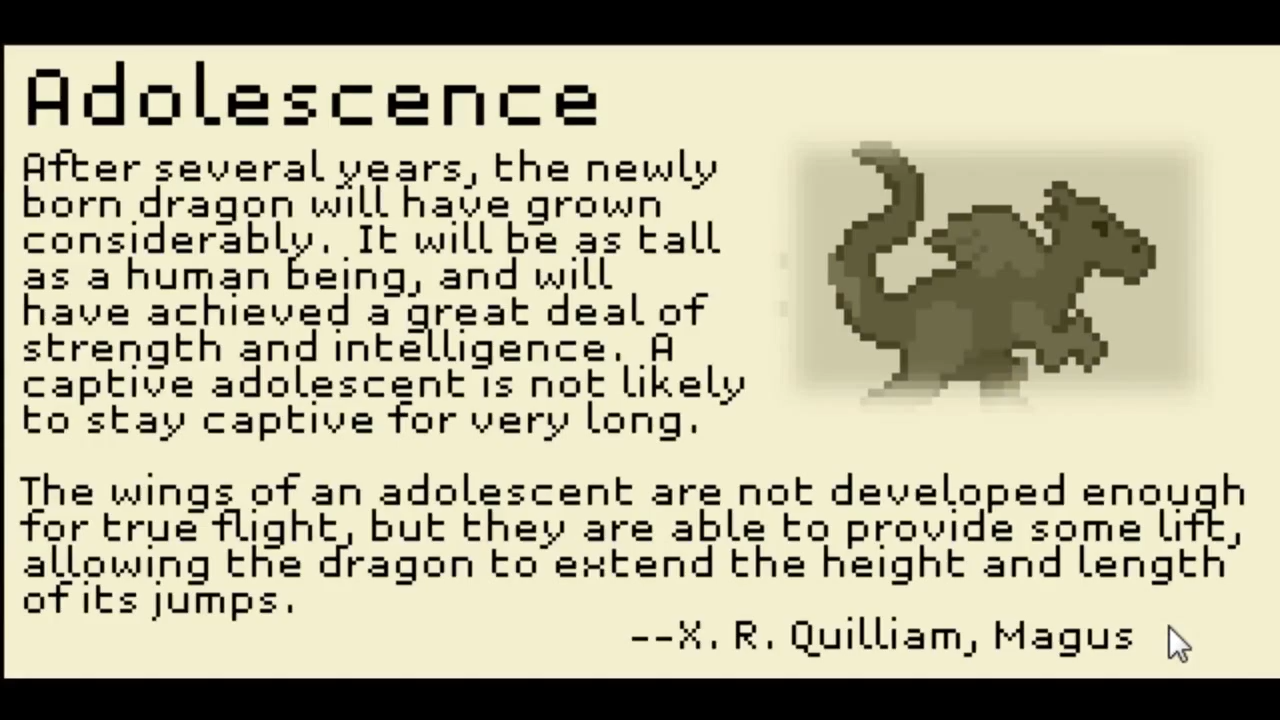 Adolescence
After several years, the newly
born dragon will have grown
considerably. It will be as tall
as a human being, and will
have achieved a great deal of
strength and intelligence. A
captive adolescent is not likely
to stay captive for very long.
The wings of an adolescent are not developed enough
for true flight, but they are able to provide some lift,
allowing the dragon to extend the height and length
of its jumps.
--X. R. Quilliam, Magus